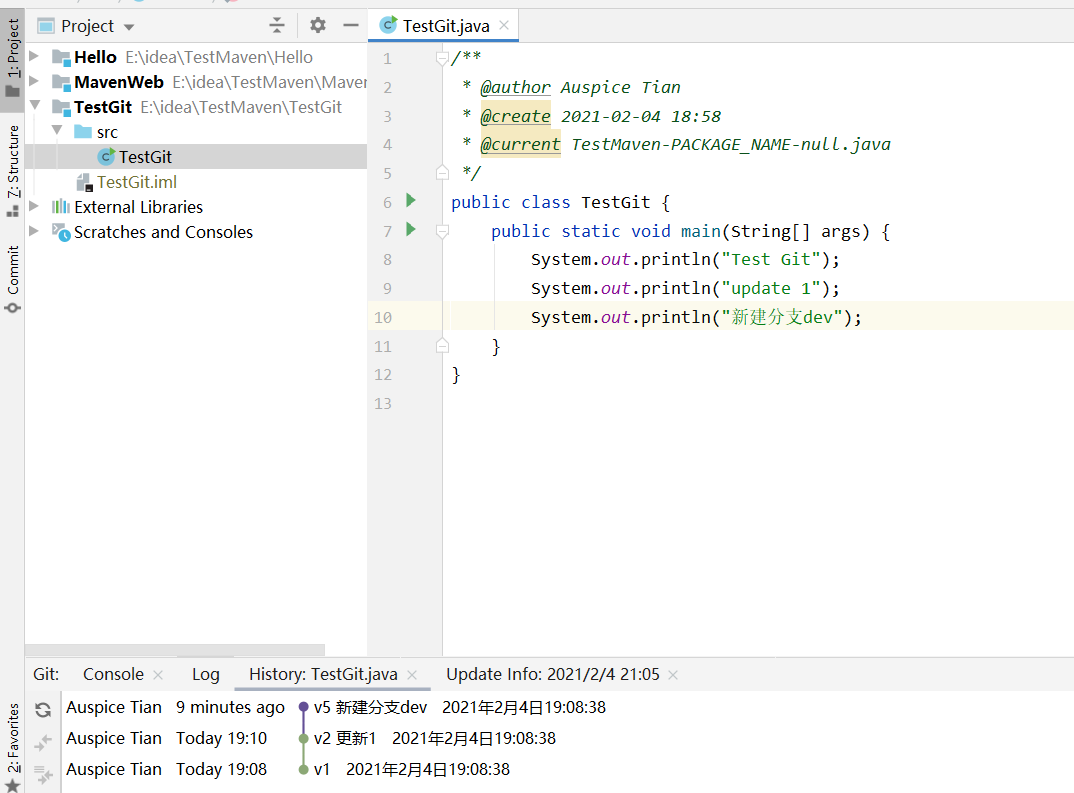 Project
TestGit.java
1: Project
Z: Structure
Commit
2: Favorites
Hello E:\idea\TestMaven\Hello
MavenWeb E:\idea\TestMaven\Maven
TestGit E:\idea\TestMaven\TestGit
src
TestGit
TestGit.iml
External Libraries
Scratches and Consoles
1 /**
2 * @author Auspice Tian
3 * @create 2021-02-04 18:58
4 * @current TestMaven-PACKAGE_NAME-null.java
5 */
6 public class TestGit {
7 public static void main(String[] args) {
8 System.out.println("Test Git");
9 System.out.println("update 1");
10 System.out.println("新建分支dev");
11 }
12 }
13
Git: Console Log History: TestGit.java Update Info: 2021/2/4 21:05
Auspice Tian 9 minutes ago v5 新建分支dev 2021年2月4日19:08:38
Auspice Tian Today 19:10 v2 更新1 2021年2月4日19:08:38
Auspice Tian Today 19:08 v1 2021年2月4日19:08:38